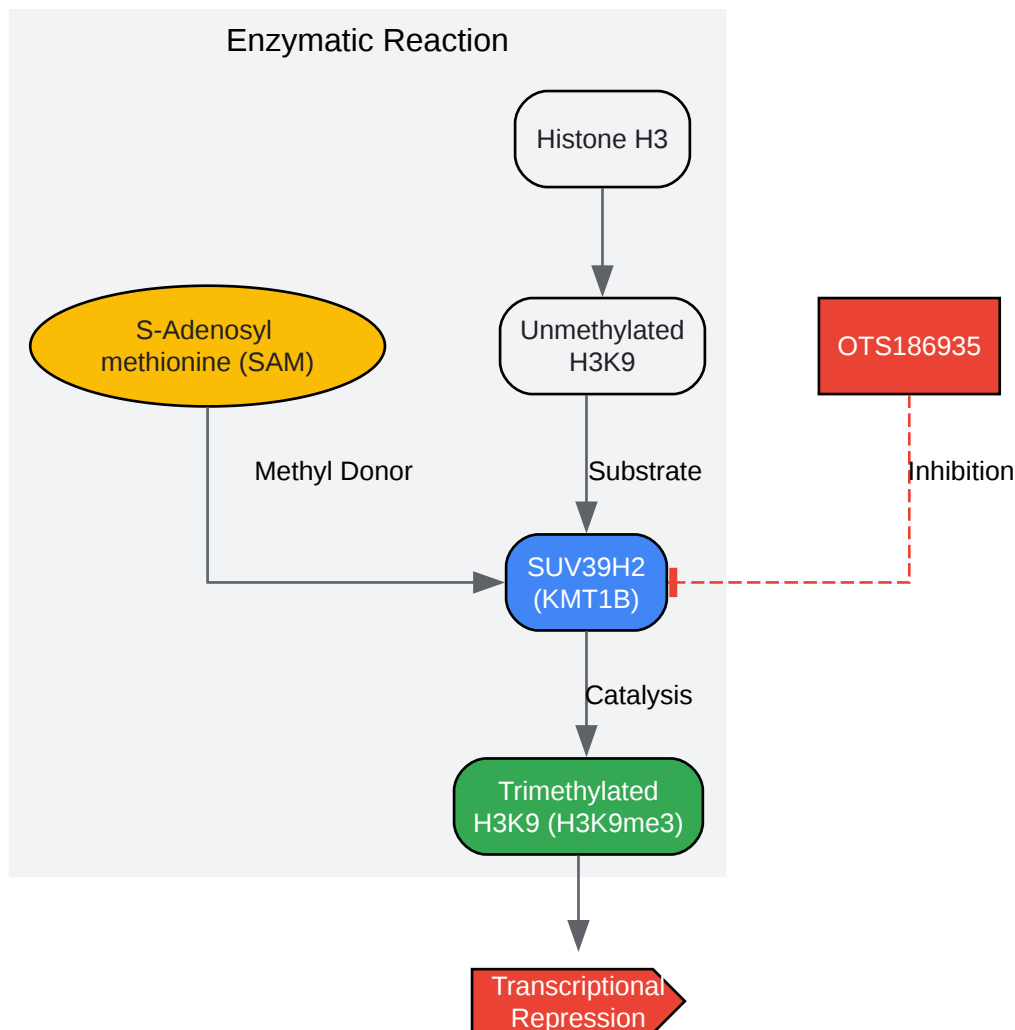 Enzymatic Reaction
Histone H3
S-Adenosyl
methionine (SAM)
Unmethylated
H3K9
OTS186935
Methyl Donor
Substrate
Inhibition
SUV39H2
(KMT1B)
Catalysis
Trimethylated
H3K9 (H3K9me3)
Transcriptional
Repression